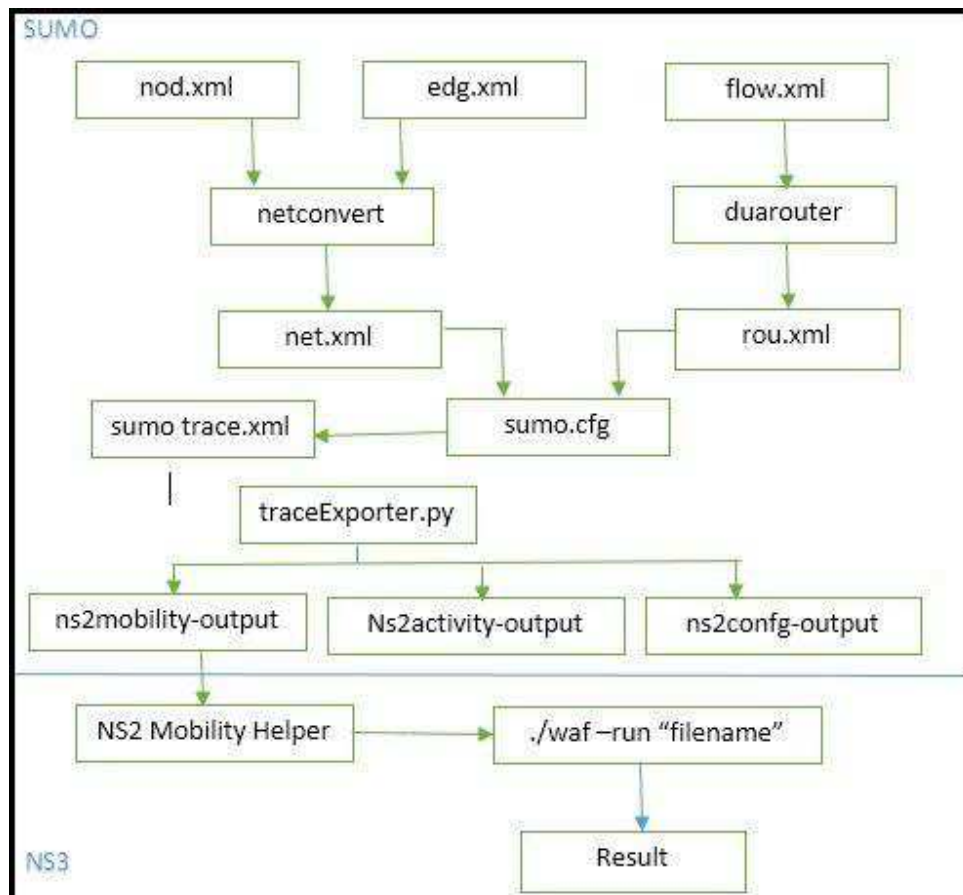 SUMO
nod.xml
edg.xml
flow.xml
netconvert
duarouter
net.xml
rou.xml
sumo trace.xml
sumo.cfg
traceExporter.py
ns2mobility-output
Ns2activity-output
ns2confg-output
NS2 Mobility Helper
./waf –run “filename”
Result
NS3